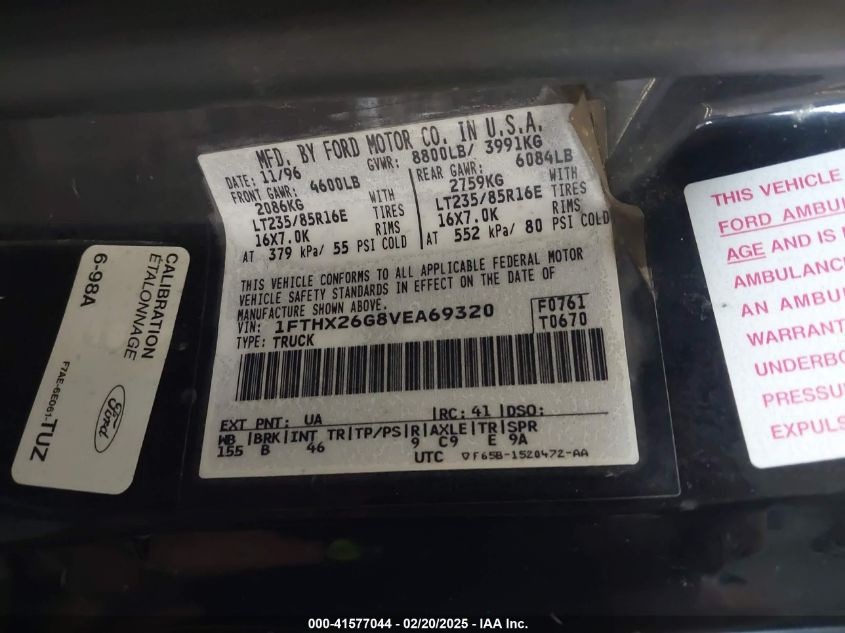 MFD. BY FORD MOTOR CO. IN U.S.A.
DATE: 11/96 GVWR: 8800LB/ 3991KG
FRONT GAWR: 4600LB REAR GAWR: 6084LB
2086KG WITH 2759KG WITH
LT235/85R16E TIRES LT235/85R16E TIRES
16X7.0K RIMS 16X7.0K RIMS
AT 379 kPa/ 55 PSI COLD AT 552 kPa/ 80 PSI COLD
THIS VEHICLE CONFORMS TO ALL APPLICABLE FEDERAL MOTOR
VEHICLE SAFETY STANDARDS IN EFFECT ON THE DATE OF
MANUFACTURE SHOWN ABOVE.
VIN: 1FTHX26G8VEA69320 F0761
TYPE: TRUCK T0670
EXT PNT: UA RC: 41 DSO:
WB BRK INT TR TP/PS R AXLE TR SPR
155 B 46 9 C9 E 9A
UTC F65B-1520472-AA
CALIBRATION
ÉTALONNAGE
6-98A
Ford
F7AE-6E061-TUZ
THIS VEHICLE
FORD AMBU
AGE AND IS
AMBULANC
AN AMBU
WARRANT
UNDERBO
PRESSU
EXPULS
000-41577044 - 02/20/2025 - IAA Inc.